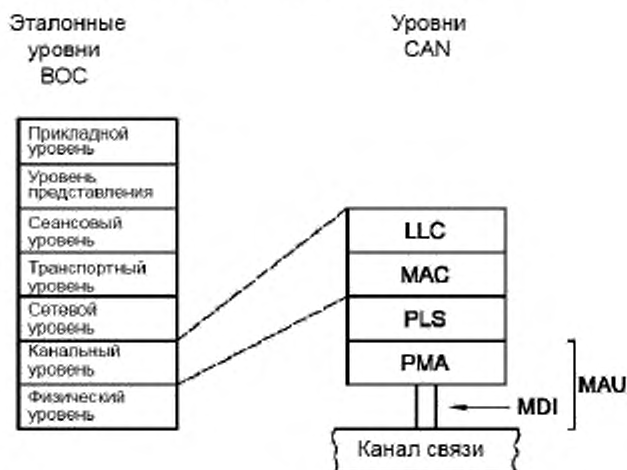 Эталонные
уровни
ВОС
Уровни
CAN
Прикладной
уровень
Уровень
представления
Сеансовый
уровень
Транспортный
уровень
Сетевой
уровень
Канальный
уровень
Физический
уровень
LLC
MAC
PLS
PMA
MDI
MAU
Канал связи